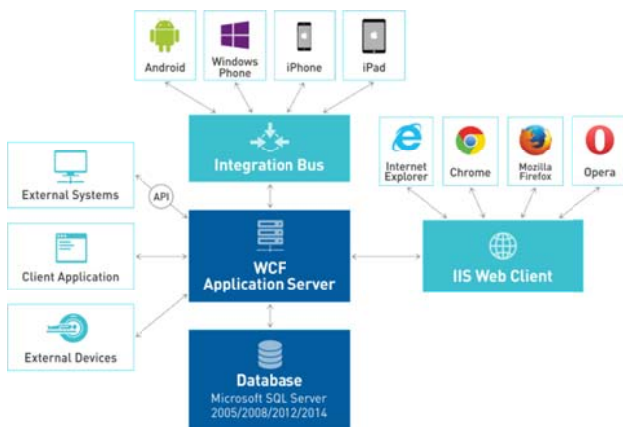 Android
Windows
Phone
iPhone
iPad
Integration Bus
Internet
Explorer
Chrome
Mozilla
Firefox
Opera
External Systems
API
WCF
Application Server
Client Application
IIS Web Client
External Devices
Database
Microsoft SQL Server
2005/2008/2012/2014